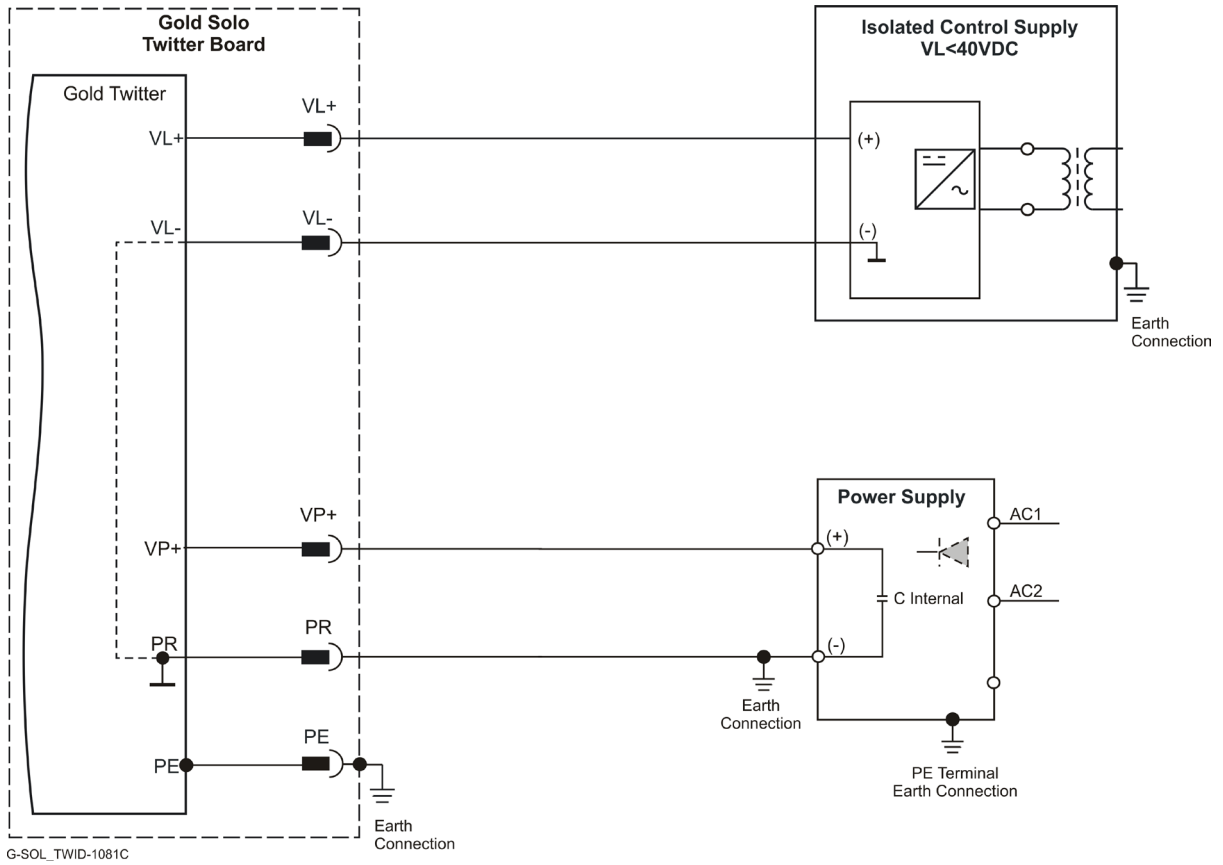 Gold Solo
Twitter Board
Isolated Control Supply
VL<40VDC
Gold Twitter
VL+
VL+
(+)
VL-
VL-
(-)
Earth
Connection
Power Supply
VP+
VP+
(+)
AC1
C Internal
AC2
PR
PR
(-)
Earth
Connection
PE
PE
PE Terminal
Earth Connection
Earth
Connection
G-SOL_TWID-1081C